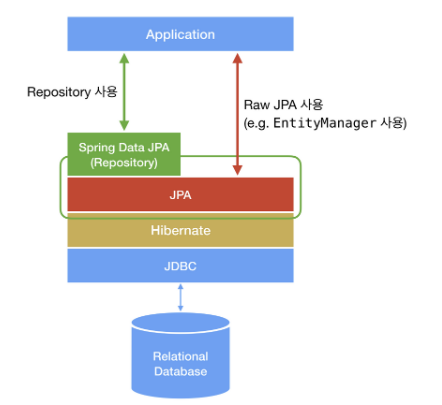 Application
Repository 사용
Raw JPA 사용
(e.g. EntityManager 사용)
Spring Data JPA
(Repository)
JPA
Hibernate
JDBC
Relational
Database